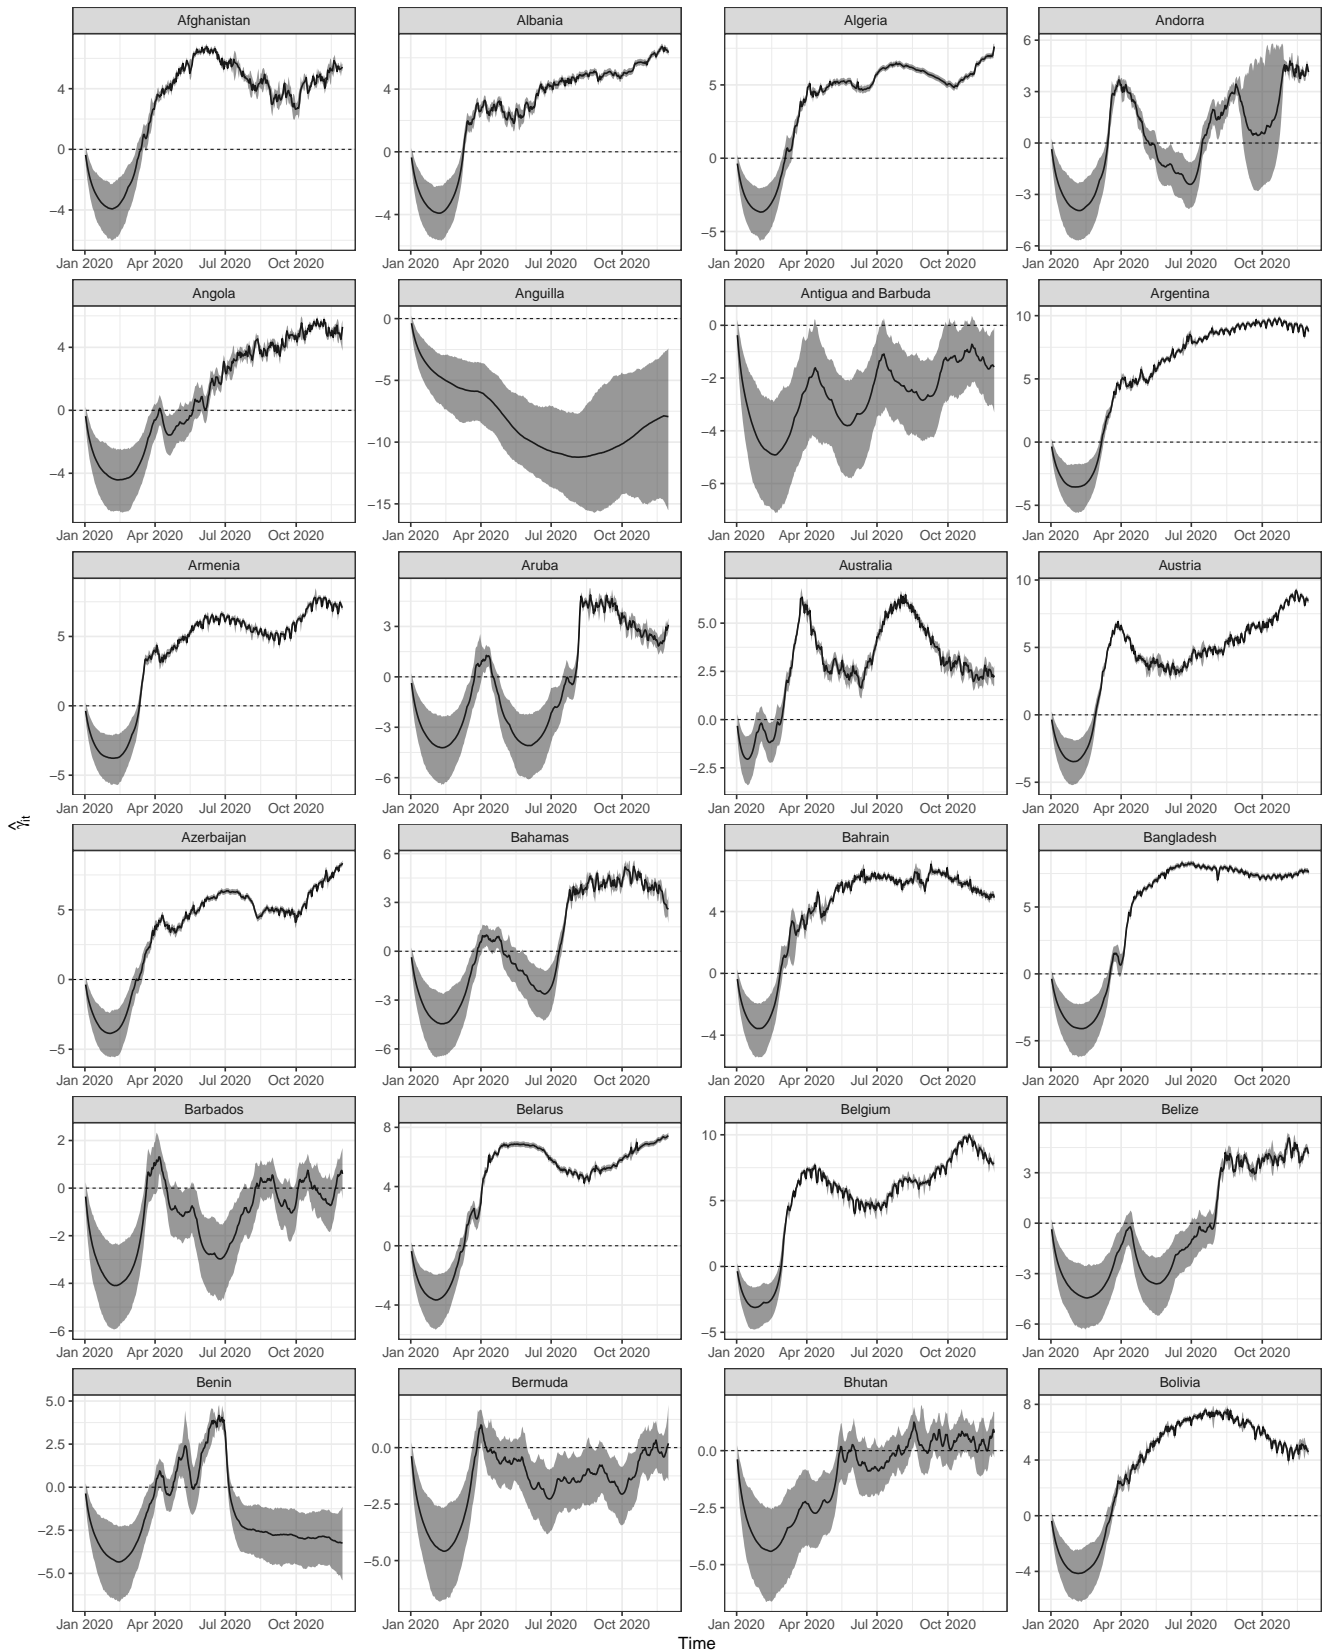 Afghanistan Albania Algeria Andorra
4 0 −4
4 0 −4
5 0 −5
6 3 0 −3 −6
Jan 2020 Apr 2020 Jul 2020 Oct 2020 Jan 2020 Apr 2020 Jul 2020 Oct 2020 Jan 2020 Apr 2020 Jul 2020 Oct 2020 Jan 2020 Apr 2020 Jul 2020 Oct 2020
Angola Anguilla Antigua and Barbuda Argentina
4 0 −4
0 −5 −10 −15
0 −2 −4 −6
10 5 0 −5
Jan 2020 Apr 2020 Jul 2020 Oct 2020 Jan 2020 Apr 2020 Jul 2020 Oct 2020 Jan 2020 Apr 2020 Jul 2020 Oct 2020 Jan 2020 Apr 2020 Jul 2020 Oct 2020
Armenia Aruba Australia Austria
5 0 −5
3 0 −3 −6
5.0 2.5 0.0 −2.5
10 5 0 −5
Jan 2020 Apr 2020 Jul 2020 Oct 2020 Jan 2020 Apr 2020 Jul 2020 Oct 2020 Jan 2020 Apr 2020 Jul 2020 Oct 2020 Jan 2020 Apr 2020 Jul 2020 Oct 2020
γ̂it
Azerbaijan Bahamas Bahrain Bangladesh
5 0 −5
6 3 0 −3 −6
4 0 −4
5 0 −5
Jan 2020 Apr 2020 Jul 2020 Oct 2020 Jan 2020 Apr 2020 Jul 2020 Oct 2020 Jan 2020 Apr 2020 Jul 2020 Oct 2020 Jan 2020 Apr 2020 Jul 2020 Oct 2020
Barbados Belarus Belgium Belize
2 0 −2 −4 −6
8 4 0 −4
10 5 0 −5
3 0 −3 −6
Jan 2020 Apr 2020 Jul 2020 Oct 2020 Jan 2020 Apr 2020 Jul 2020 Oct 2020 Jan 2020 Apr 2020 Jul 2020 Oct 2020 Jan 2020 Apr 2020 Jul 2020 Oct 2020
Benin Bermuda Bhutan Bolivia
5.0 2.5 0.0 −2.5 −5.0
0.0 −2.5 −5.0
0.0 −2.5 −5.0
8 4 0 −4
Jan 2020 Apr 2020 Jul 2020 Oct 2020 Jan 2020 Apr 2020 Jul 2020 Oct 2020 Jan 2020 Apr 2020 Jul 2020 Oct 2020 Jan 2020 Apr 2020 Jul 2020 Oct 2020
Time